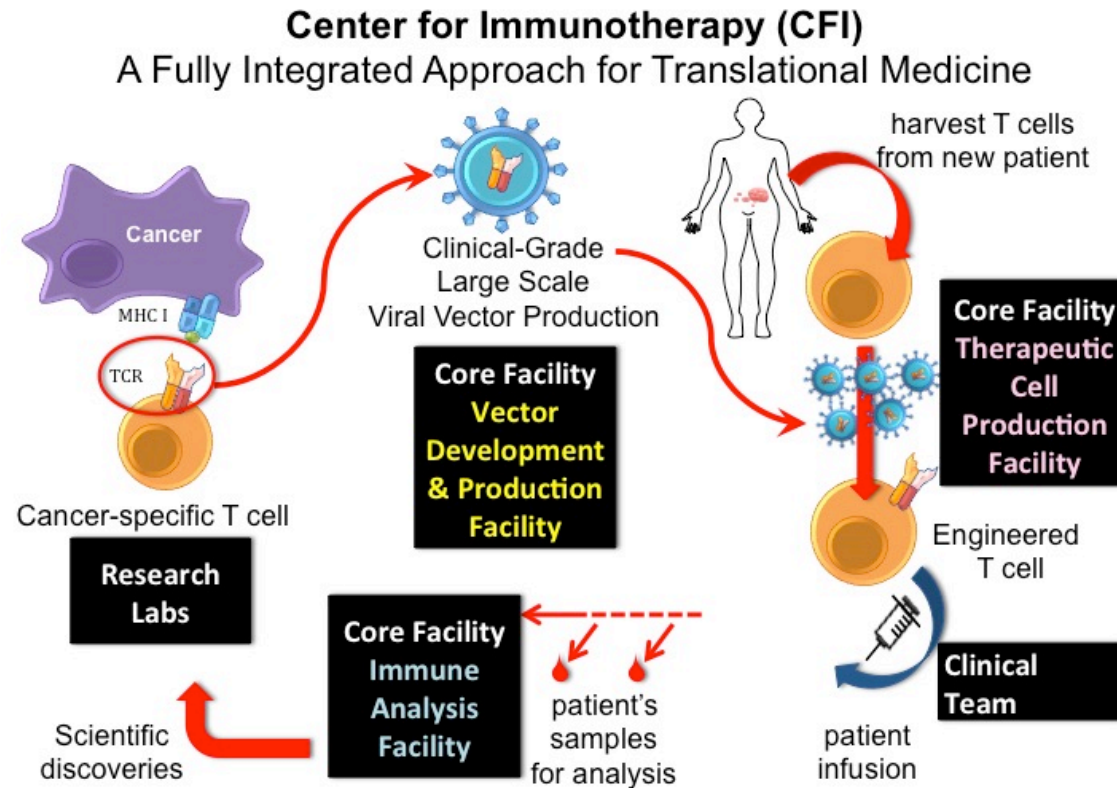 Center for Immunotherapy (CFI)
A Fully Integrated Approach for Translational Medicine
Cancer
MHC I
TCR
Cancer-specific T cell
Research
Labs
Clinical-Grade
Large Scale
Viral Vector Production
Core Facility
Vector
Development
& Production
Facility
harvest T cells
from new patient
Core Facility
Therapeutic
Cell
Production
Facility
Engineered
T cell
Clinical
Team
patient
infusion
patient's
samples
for analysis
Core Facility
Immune
Analysis
Facility
Scientific
discoveries